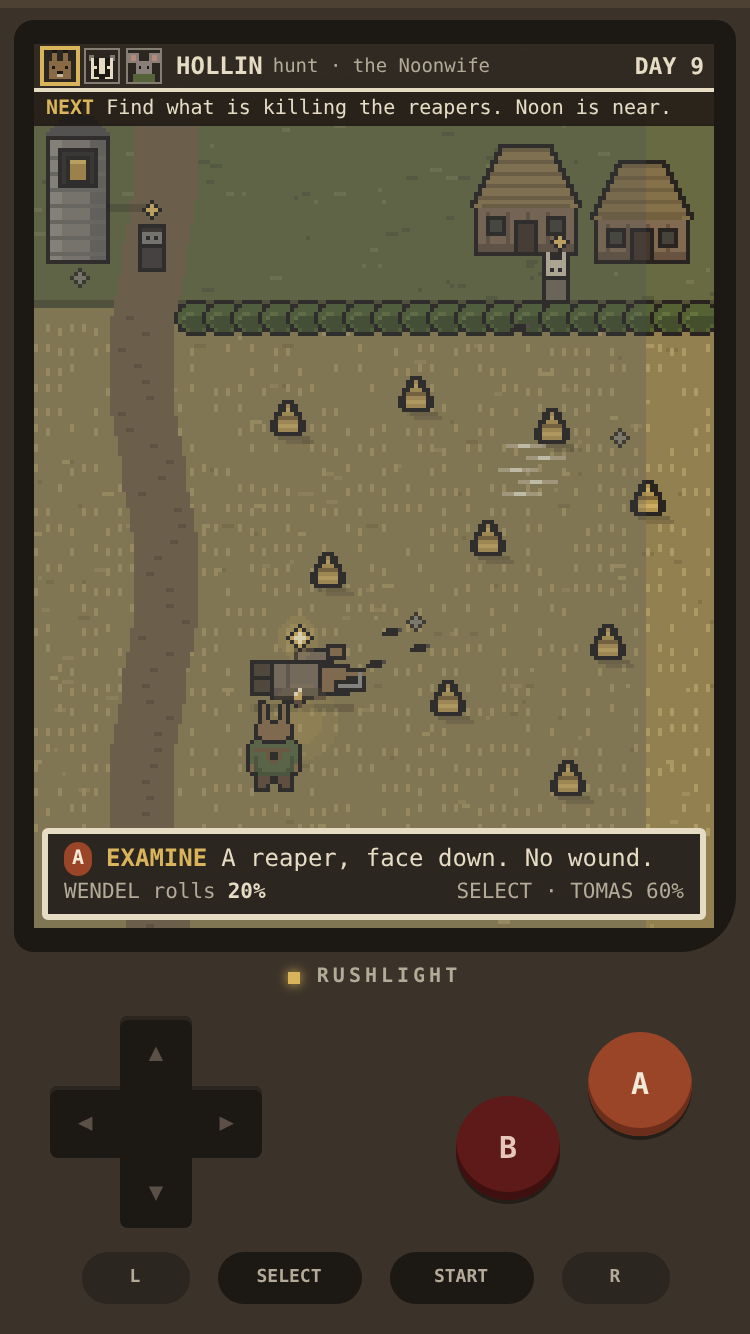 HOLLIN hunt · the Noonwife DAY 9
NEXT Find what is killing the reapers. Noon is near.
A EXAMINE A reaper, face down. No wound.
WENDEL rolls 20% SELECT · TOMAS 60%
RUSHLIGHT
▲
◀ ▶
▼
A
B
L SELECT START R